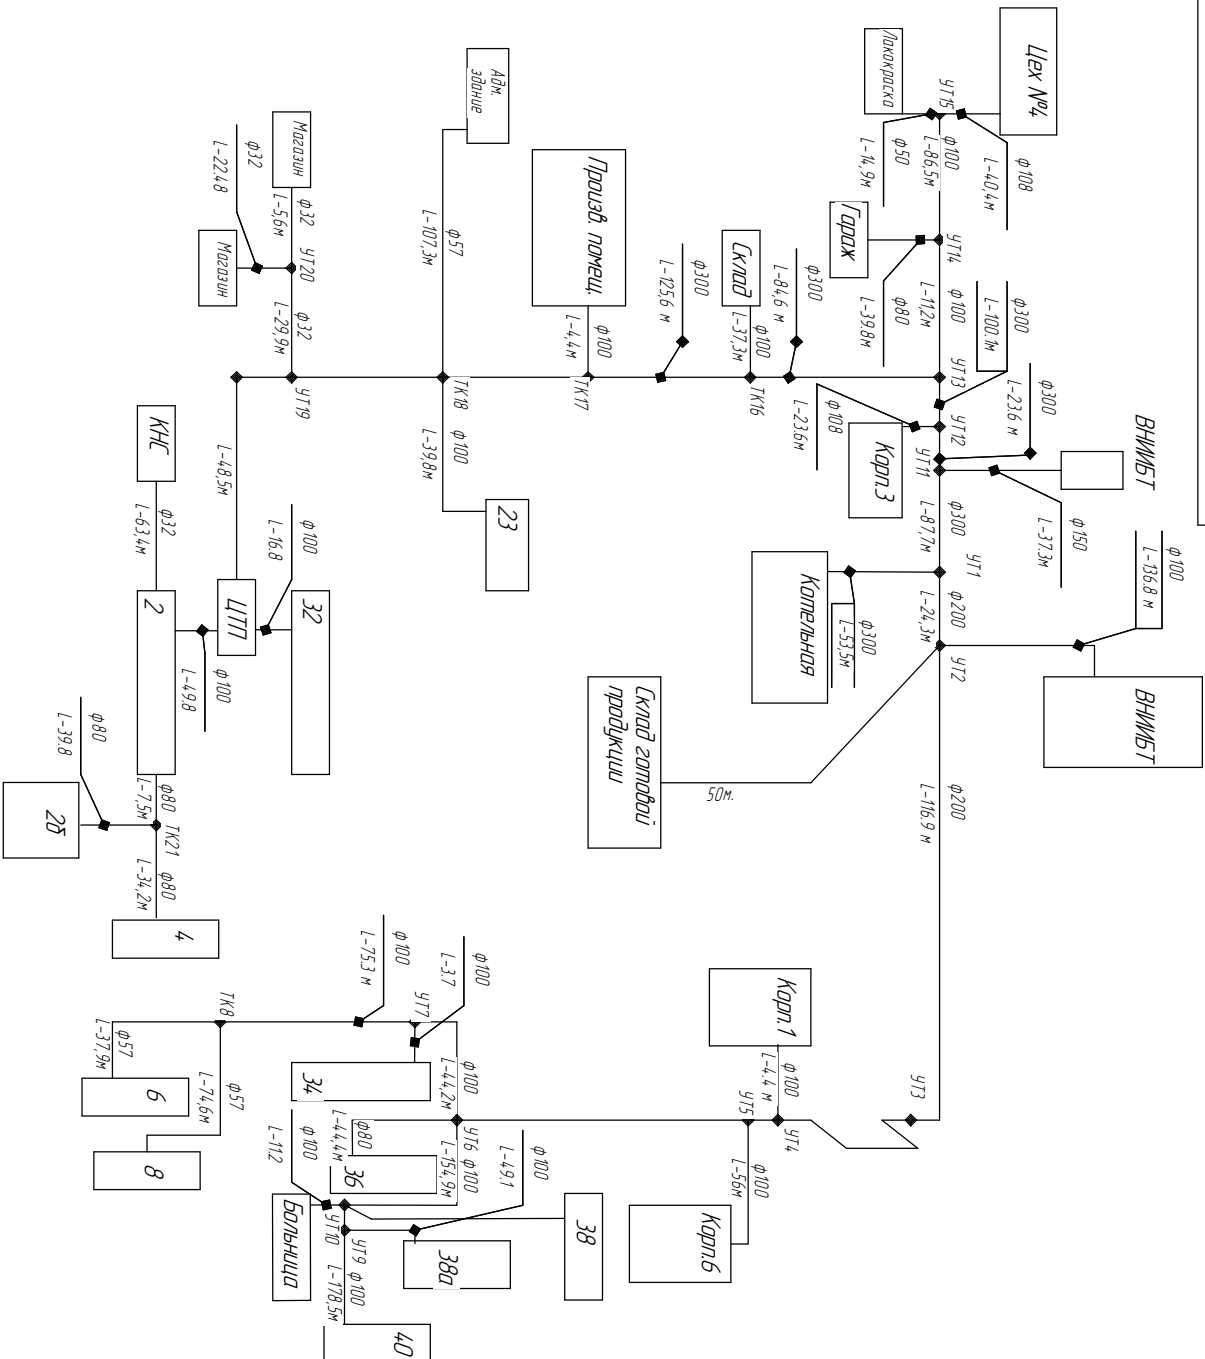 Цех №4
Лакокраска
УТ15
ф108
l-40,4м
ф100
l-86,5м
ф50
l-14,9м
Гараж
УТ14
ф80
l-39.8м
ф100
l-11,2м
ф300
l-100.1м
УТ13
УТ12
УТ11
ф300
l-23.6 м
ф108
l-23.6м
Корп.3
ВНИИБТ
ф150
l-37.3м
ф300
l-87,7м
УТ1
Котельная
ф300
l-53,5м
ф200
l-24,3м
УТ2
ф100
l-136.8 м
ВНИИБТ
Склад готовой
продукции
50м.
ф200
l-116.9 м
УТ3
УТ4
ф100
l-4.4 м
Корп.1
УТ5
ф100
l-56м
Корп.6
Склад
ф300
l-84,6 м
ф100
l-37,3м
ТК16
ф300
l-125,6 м
Произв. помещ.
ф100
l-4,4м
ТК17
Адм.
здание
ф57
l-107,3м
ТК18
ф100
l-39,8м
23
Магазин
ф32
l-5,6м
УТ20
ф32
l-22.48
Магазин
ф32
l-29,9м
УТ19
l-48,5м
ЦТП
ф100
l-16.8
32
КНС
ф32
l-63,4м
2
ф100
l-49.8
ф80
l-7,5м
ТК21
ф80
l-39.8
2б
ф80
l-34,2м
4
ф100
l-75.3 м
ф100
l-3.7
УТ7
ТК8
ф57
l-37,9м
6
ф57
l-74,6м
8
34
ф100
l-44,2м
УТ6
ф80
l-44,4м
36
ф100
l-154,9м
ф100
l-11.2
Больница
УТ10
УТ9
ф100
l-49.1
38
38а
ф100
l-178,5м
40